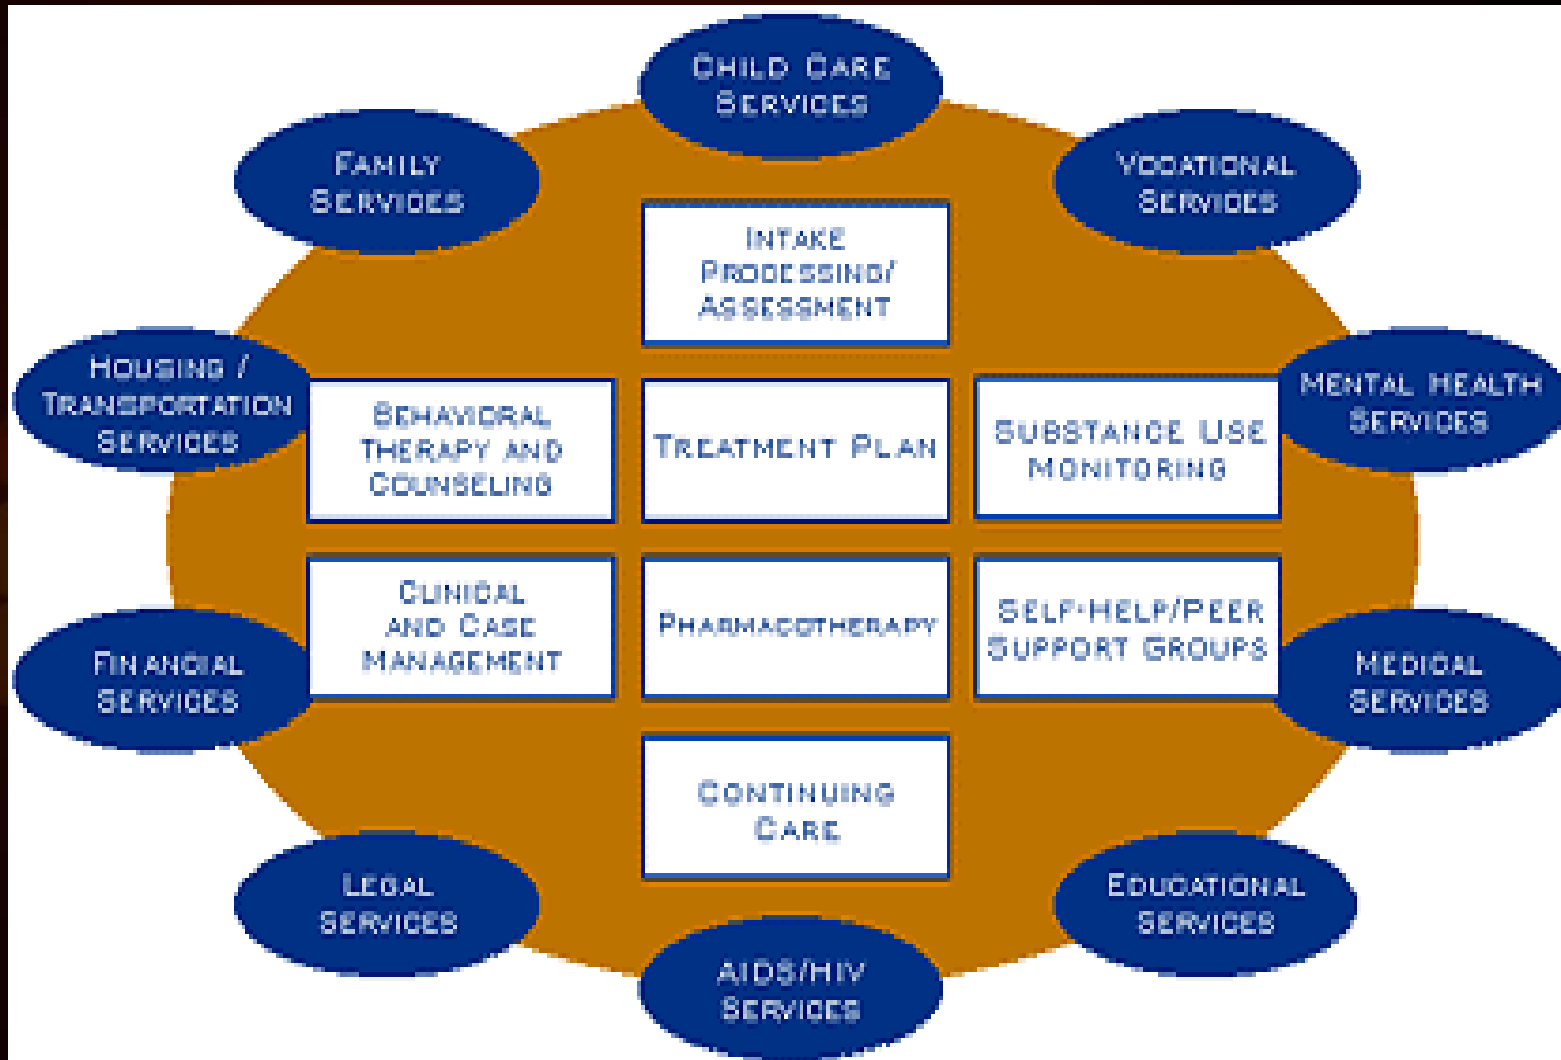 CHILD CARE
SERVICES
FAMILY
SERVICES
VOCATIONAL
SERVICES
INTAKE
PROCESSING/
ASSESSMENT
HOUSING /
TRANSPORTATION
SERVICES
BEHAVIORAL
THERAPY AND
COUNSELING
TREATMENT PLAN
SUBSTANCE USE
MONITORING
MENTAL HEALTH
SERVICES
CLINICAL
AND CASE
MANAGEMENT
PHARMACOTHERAPY
SELF-HELP/PEER
SUPPORT GROUPS
FINANCIAL
SERVICES
MEDICAL
SERVICES
CONTINUING
CARE
LEGAL
SERVICES
EDUCATIONAL
SERVICES
AIDS/HIV
SERVICES